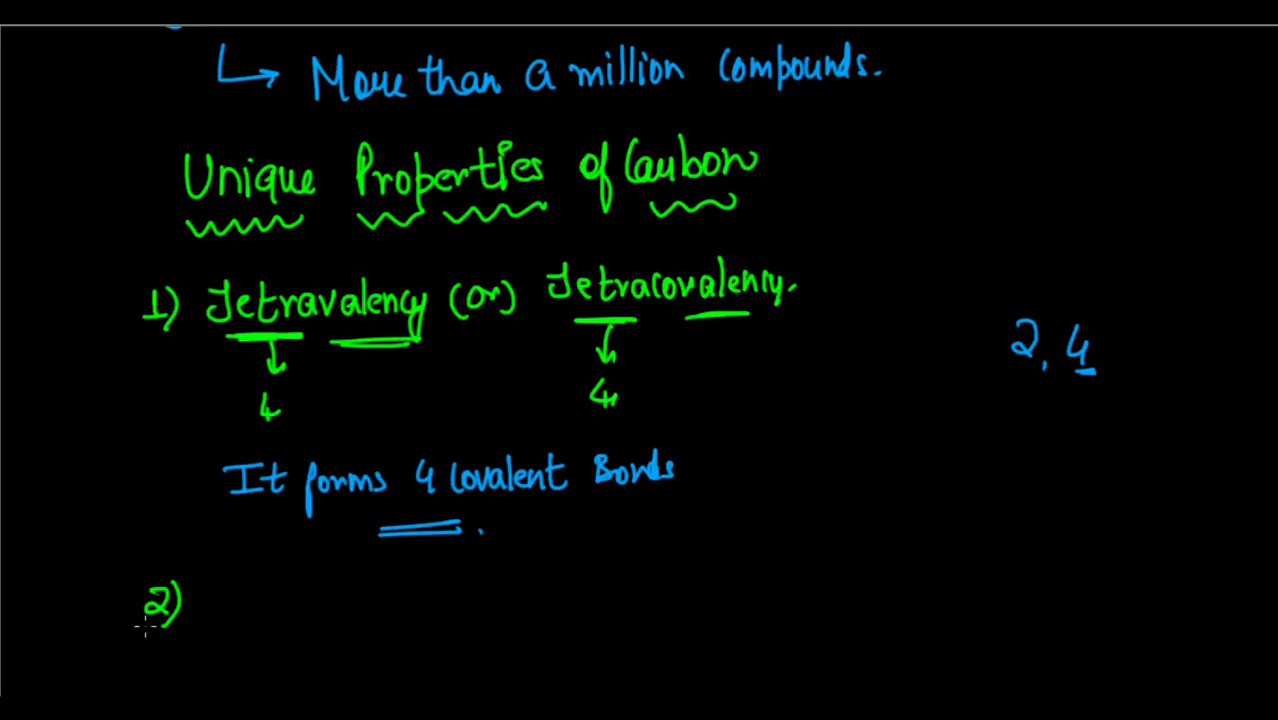 ↳ More than a million compounds.
Unique Properties of Carbon
1) Tetravalency (or) Tetracovalency.
↓ ↓
4 4
2, 4
It forms 4 covalent Bonds.
2)